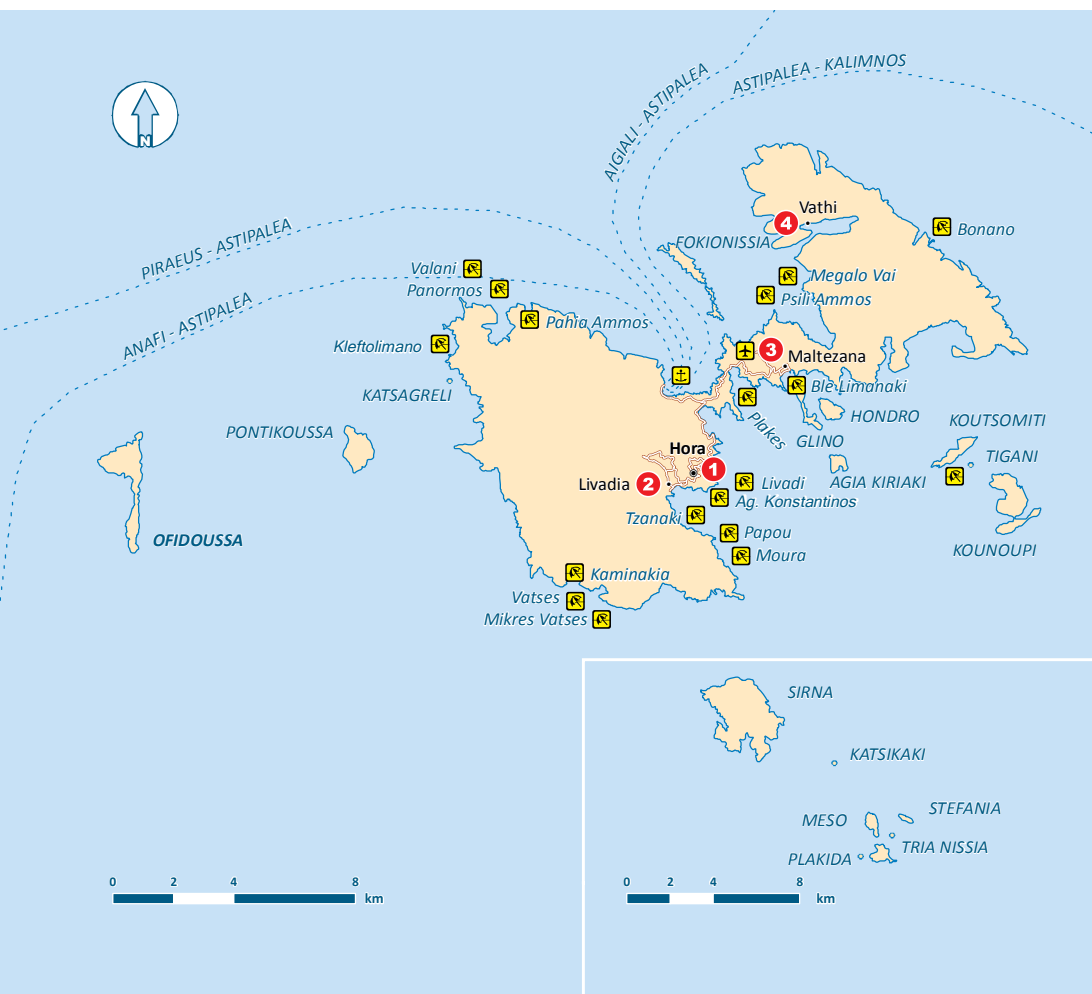 ASTIPALEA - KALIMNOS
AIGIALI - ASTIPALEA
N
Vathi
4
FOKIONISSIA
Bonano
PIRAEUS - ASTIPALEA
Valani
Megalo Vai
Panormos
Psili Ammos
ANAFI - ASTIPALEA
Pahia Ammos
Kleftolimano
3
Maltezana
KATSAGRELI
Ble Limanaki
HONDRO
PONTIKOUSSA
Plakes
GLINO
KOUTSOMITI
Hora
TIGANI
1
Livadia
2
Livadi
AGIA KIRIAKI
Ag. Konstantinos
Tzanaki
Papou
OFIDOUSSA
KOUNOUPI
Moura
Kaminakia
Vatses
Mikres Vatses
SIRNA
KATSIKAKI
STEFANIA
MESO
TRIA NISSIA
PLAKIDA
0 2 4 8
km
0 2 4 8
km